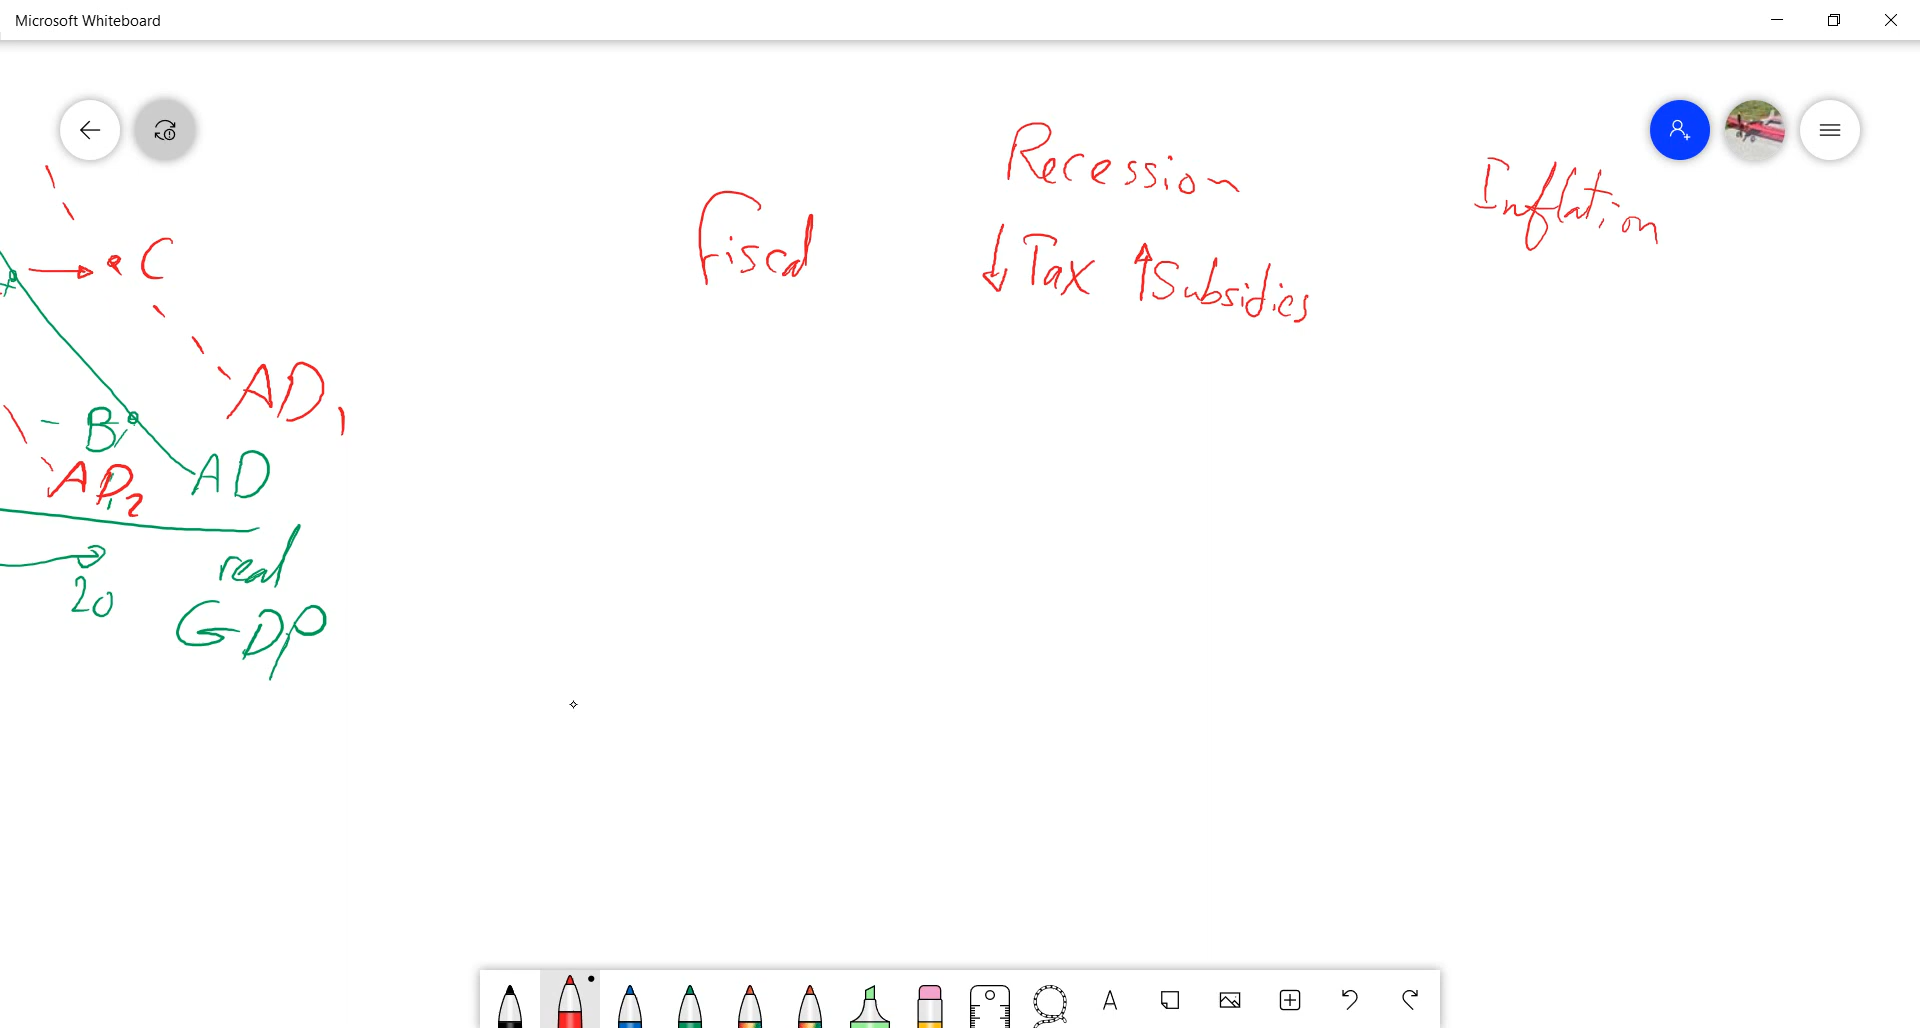 Microsoft Whiteboard
Recession
Inflation
Fiscal
↓ Tax ↑ Subsidies
C
AD1
B
AD
AD2
20
real
GDP
A